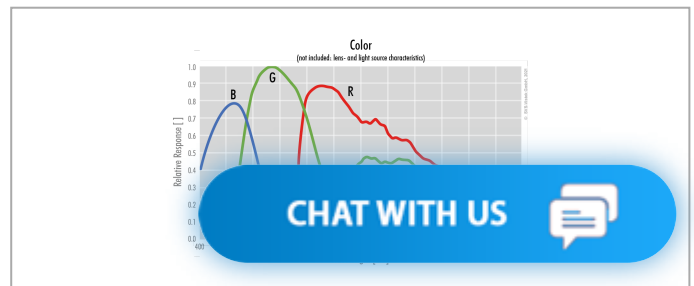 Color
(not included: lens- and light source characteristics)
1.0
0.9
0.8
0.7
0.6
0.5
0.4
0.3
0.2
0.1
0.0
Relative Response [ ]
B
G
R
400
CHAT WITH US